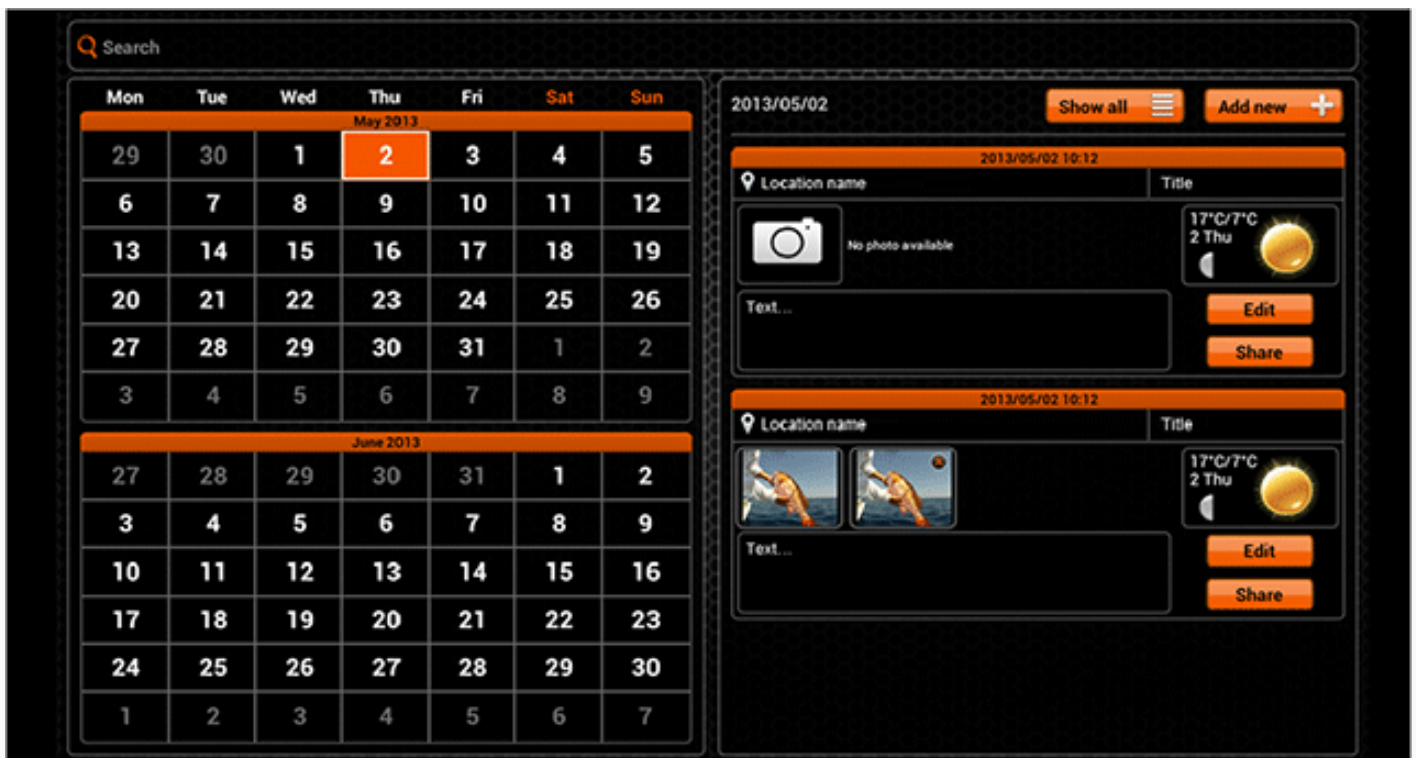 Search
Mon Tue Wed Thu Fri Sat Sun
May 2013
29 30 1 2 3 4 5
6 7 8 9 10 11 12
13 14 15 16 17 18 19
20 21 22 23 24 25 26
27 28 29 30 31 1 2
3 4 5 6 7 8 9
June 2013
27 28 29 30 31 1 2
3 4 5 6 7 8 9
10 11 12 13 14 15 16
17 18 19 20 21 22 23
24 25 26 27 28 29 30
1 2 3 4 5 6 7
2013/05/02 Show all Add new
2013/05/02 10:12
Location name Title
No photo available
17°C/7°C
2 Thu
Text...
Edit
Share
2013/05/02 10:12
Location name Title
17°C/7°C
2 Thu
Text...
Edit
Share